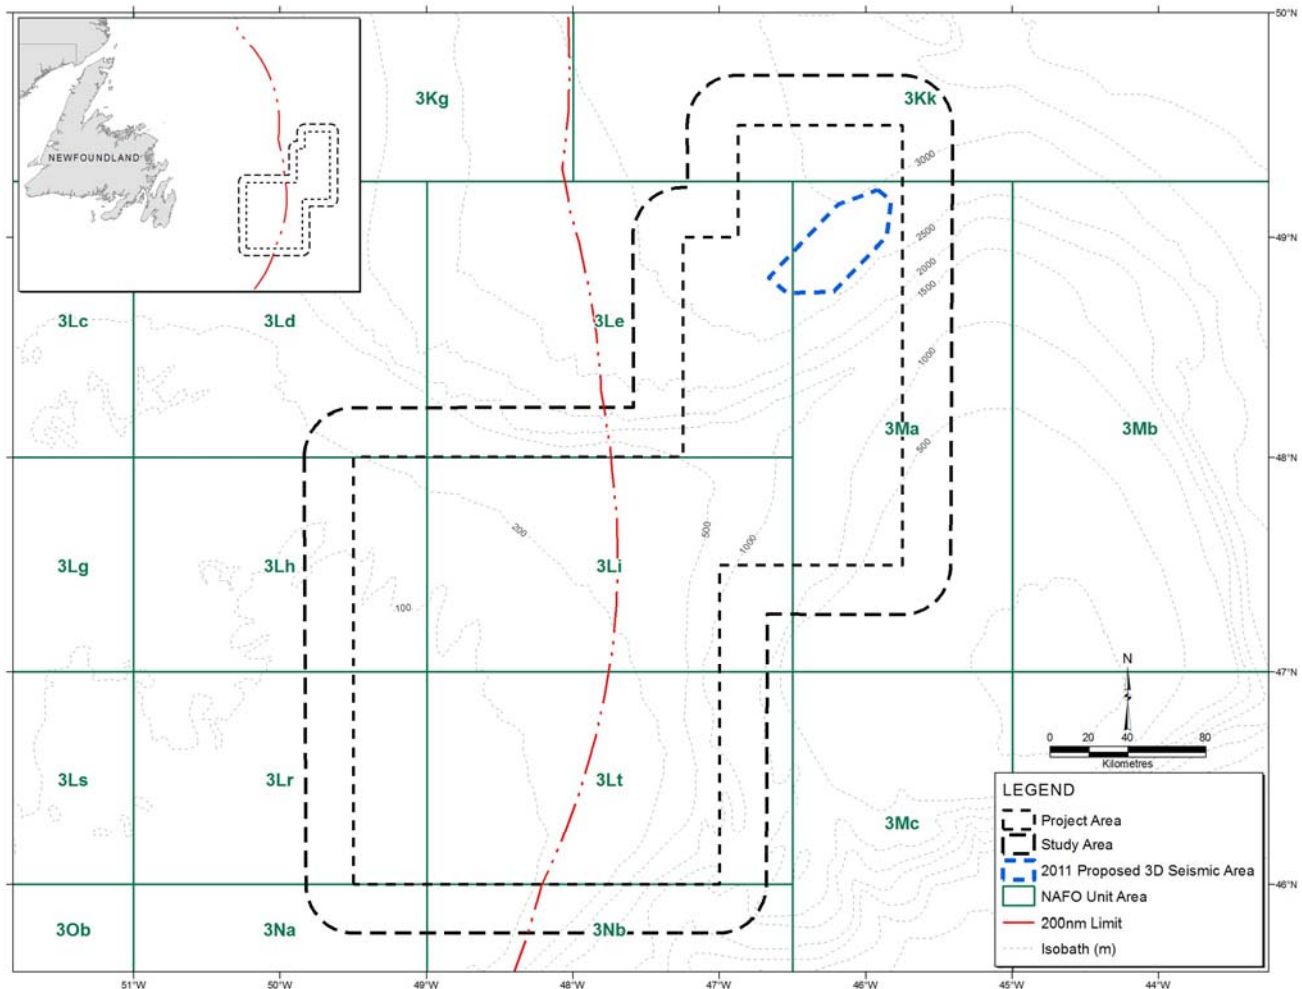 50°N
3Kg
3Kk
NEWFOUNDLAND
3000
2500
2000
1500
1000
500
49°N
3Lc
3Ld
3Le
3Ma
3Mb
48°N
200
500
1000
3Lg
3Lh
3Li
100
47°N
N
0 20 40 80
Kilometres
3Ls
3Lr
3Lt
3Mc
LEGEND
Project Area
Study Area
2011 Proposed 3D Seismic Area
NAFO Unit Area
200nm Limit
Isobath (m)
46°N
3Ob
3Na
3Nb
51°W 50°W 49°W 48°W 47°W 46°W 45°W 44°W